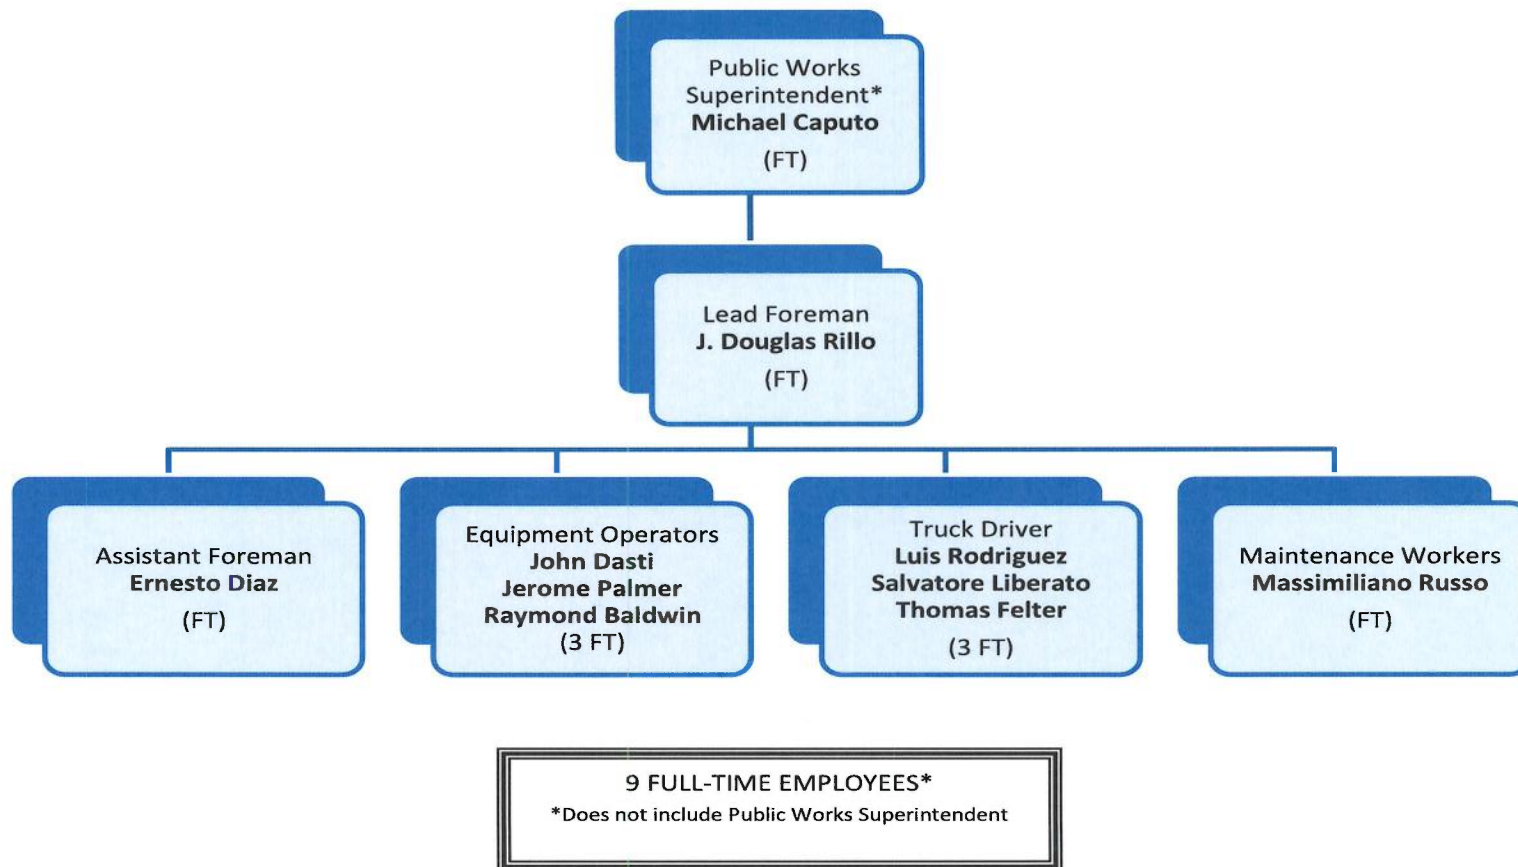 Public Works
Superintendent*
Michael Caputo
(FT)
Lead Foreman
J. Douglas Rillo
(FT)
Assistant Foreman
Ernesto Diaz
(FT)
Equipment Operators
John Dasti
Jerome Palmer
Raymond Baldwin
(3 FT)
Truck Driver
Luis Rodriguez
Salvatore Liberato
Thomas Felter
(3 FT)
Maintenance Workers
Massimiliano Russo
(FT)
9 FULL-TIME EMPLOYEES*
*Does not include Public Works Superintendent